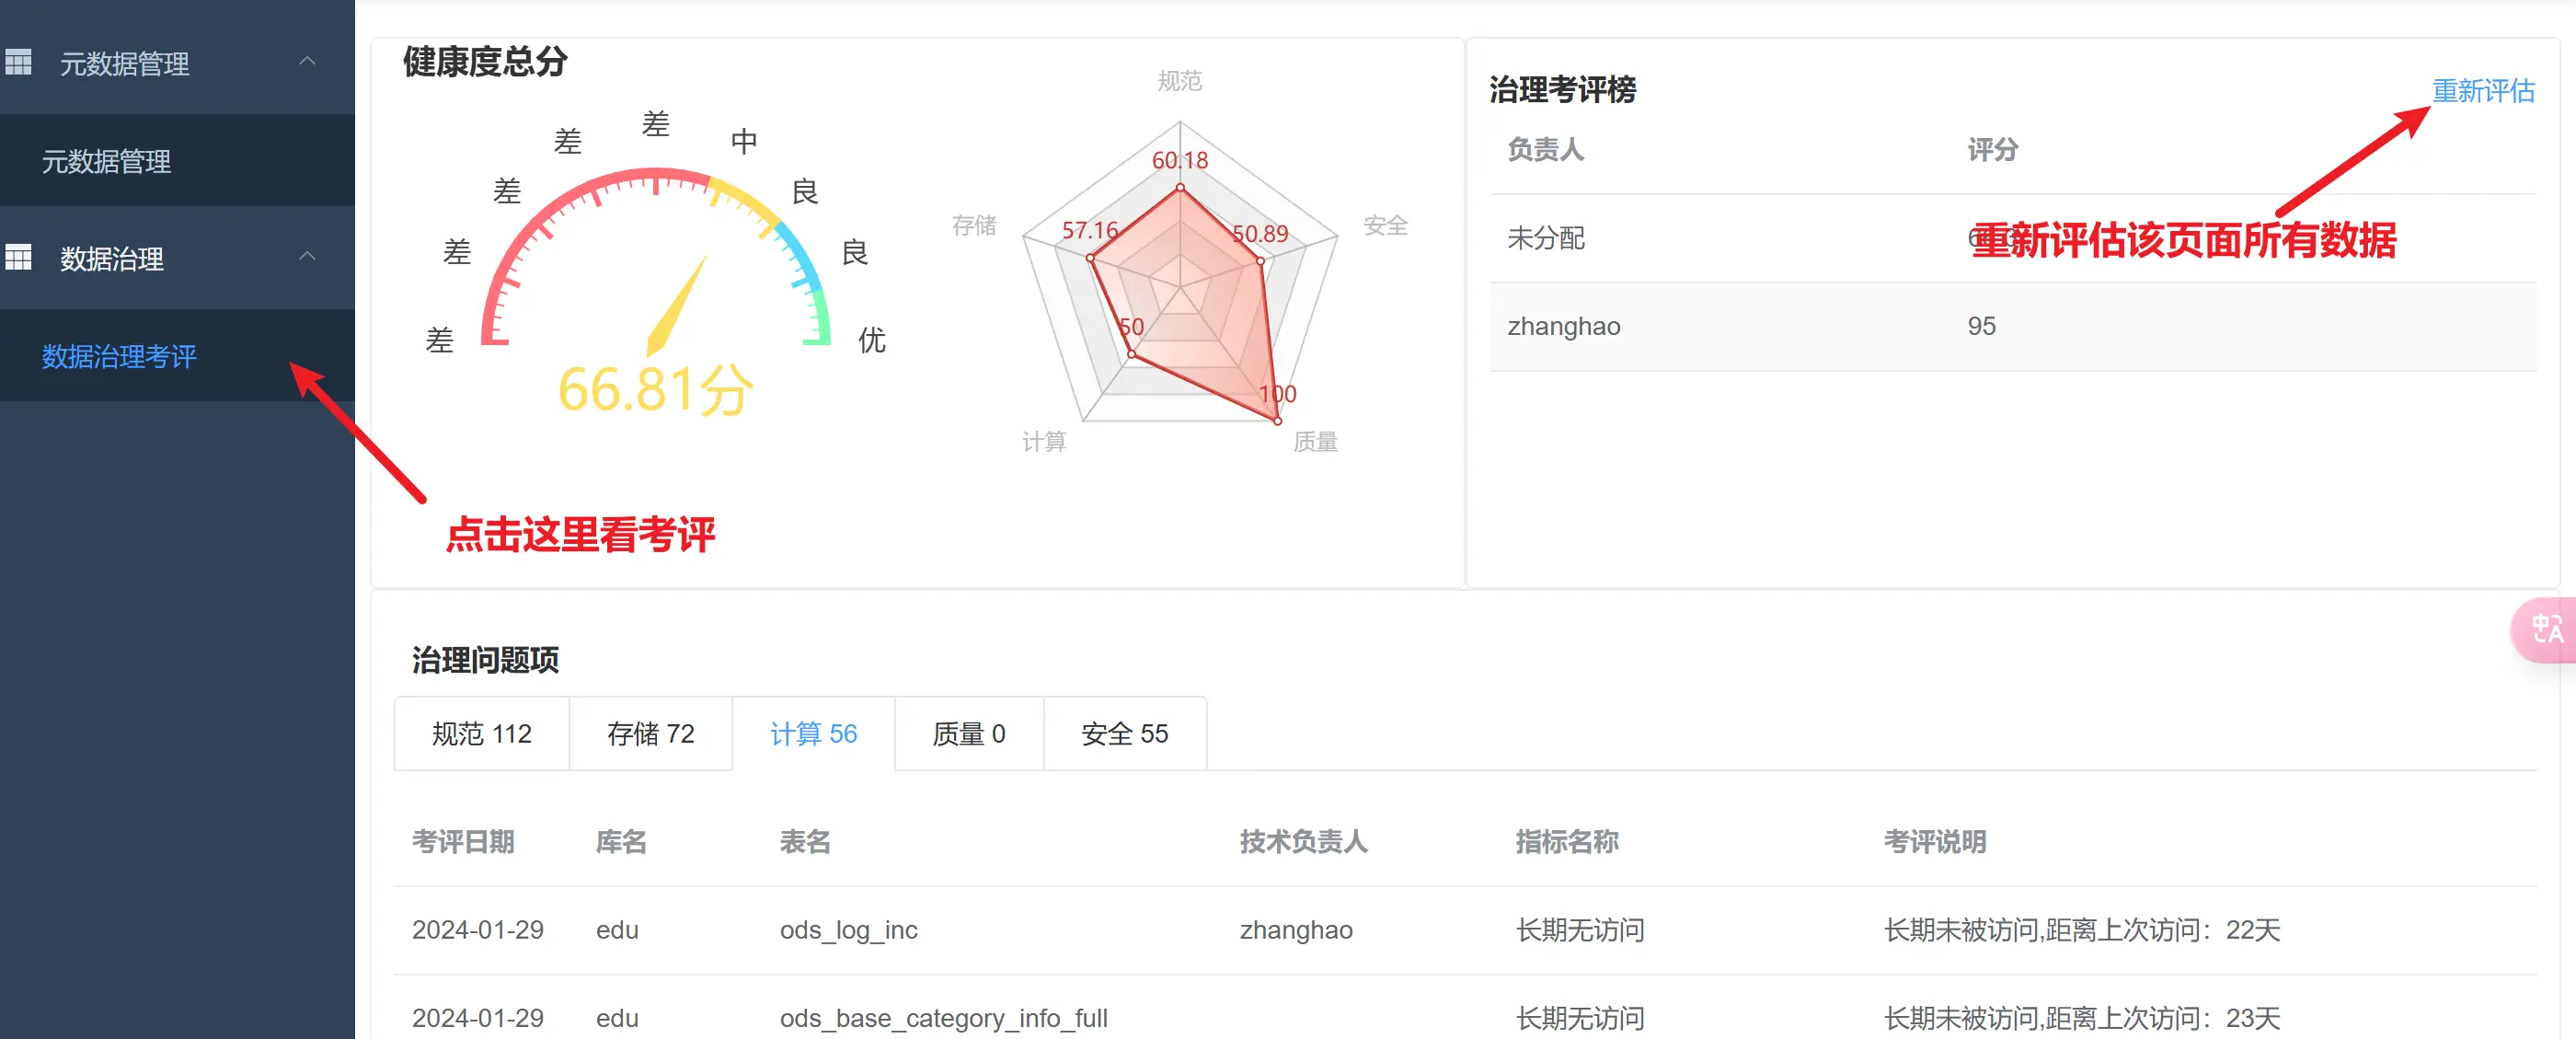 元数据管理
元数据管理
数据治理
数据治理考评
点击这里看考评
健康度总分
差
差
差
差
差
中
良
良
优
66.81分
规范
安全
质量
计算
存储
60.18
50.89
100
50
57.16
治理考评榜
重新评估
负责人 评分
未分配
重新评估该页面所有数据
zhanghao 95
治理问题项
规范 112 存储 72 计算 56 质量 0 安全 55
考评日期 库名 表名 技术负责人 指标名称 考评说明
2024-01-29 edu ods_log_inc zhanghao 长期无访问 长期未被访问,距离上次访问：22天
2024-01-29 edu ods_base_category_info_full 长期无访问 长期未被访问,距离上次访问：23天
中A